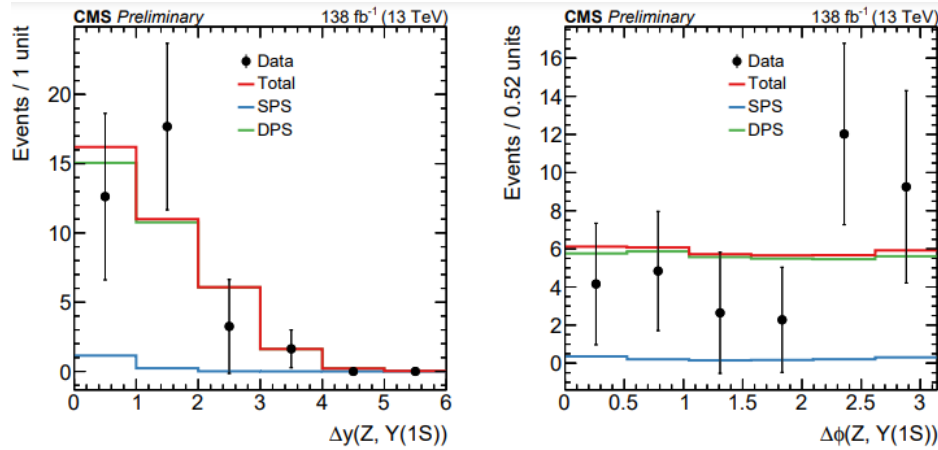 CMS Preliminary 138 fb⁻¹ (13 TeV)
Events / 1 unit
20
15
10
5
0
Data
Total
SPS
DPS
0 1 2 3 4 5 6
Δy(Z, Υ(1S))
CMS Preliminary 138 fb⁻¹ (13 TeV)
Events / 0.52 units
16
14
12
10
8
6
4
2
0
Data
Total
SPS
DPS
0 0.5 1 1.5 2 2.5 3
Δϕ(Z, Υ(1S))